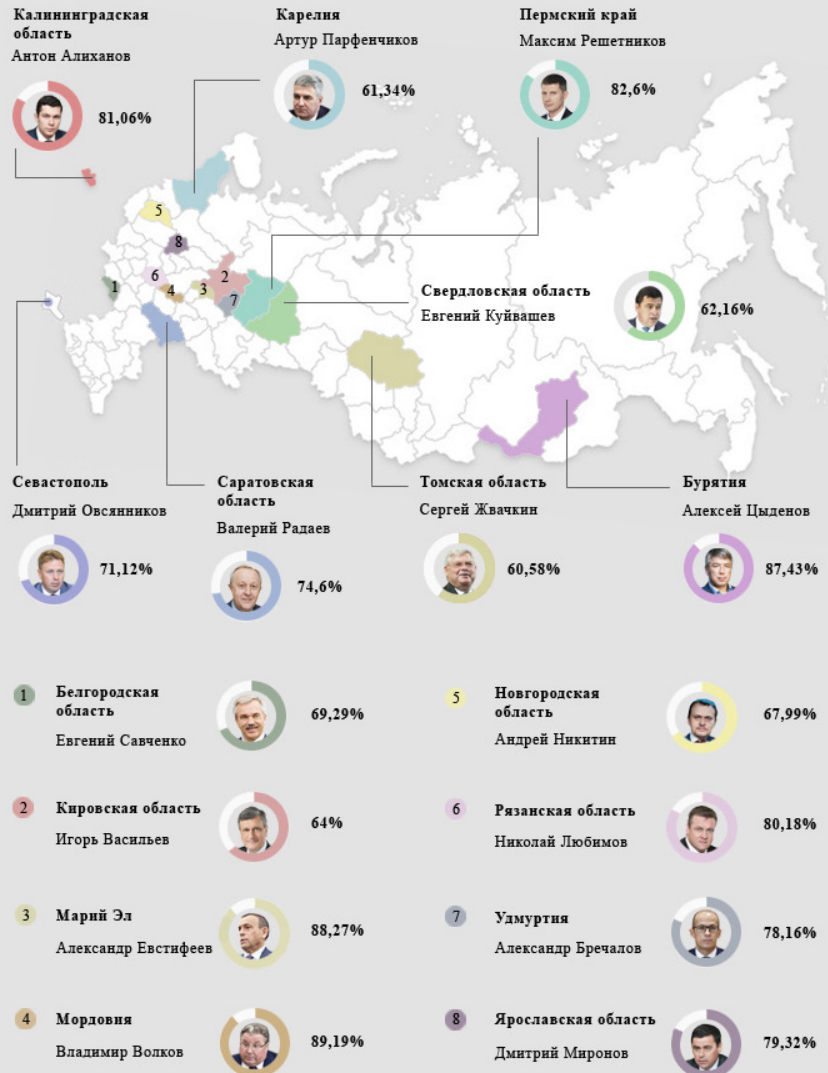 Калининградская
область
Антон Алиханов
81,06%
Карелия
Артур Парфенчиков
61,34%
Пермский край
Максим Решетников
82,6%
5
8
6
2
1
4
3
7
Свердловская область
Евгений Куйвашев
62,16%
Севастополь
Дмитрий Овсянников
71,12%
Саратовская
область
Валерий Радаев
74,6%
Томская область
Сергей Жвачкин
60,58%
Бурятия
Алексей Цыденов
87,43%
1
Белгородская
область
Евгений Савченко
69,29%
5
Новгородская
область
Андрей Никитин
67,99%
2
Кировская область
Игорь Васильев
64%
6
Рязанская область
Николай Любимов
80,18%
3
Марий Эл
Александр Евстифеев
88,27%
7
Удмуртия
Александр Бречалов
78,16%
4
Мордовия
Владимир Волков
89,19%
8
Ярославская область
Дмитрий Миронов
79,32%